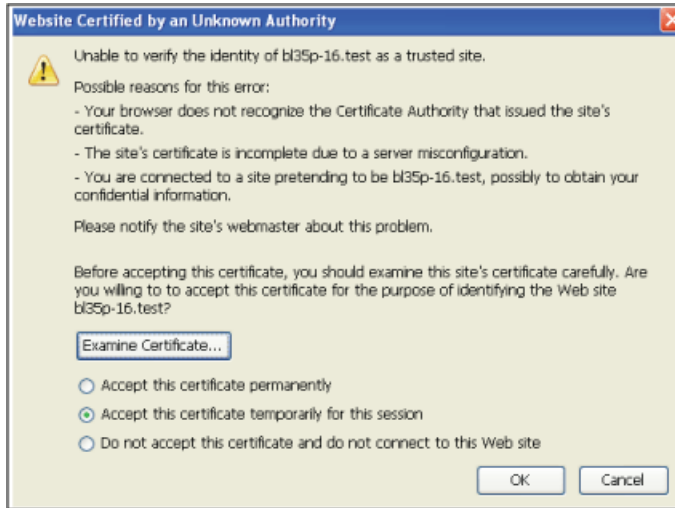 Website Certified by an Unknown Authority
Unable to verify the identity of bl35p-16.test as a trusted site.
Possible reasons for this error:
- Your browser does not recognize the Certificate Authority that issued the site's
certificate.
- The site's certificate is incomplete due to a server misconfiguration.
- You are connected to a site pretending to be bl35p-16.test, possibly to obtain your
confidential information.
Please notify the site's webmaster about this problem.
Before accepting this certificate, you should examine this site's certificate carefully. Are
you willing to to accept this certificate for the purpose of identifying the Web site
bl35p-16.test?
Examine Certificate...
Accept this certificate permanently
Accept this certificate temporarily for this session
Do not accept this certificate and do not connect to this Web site
OK Cancel